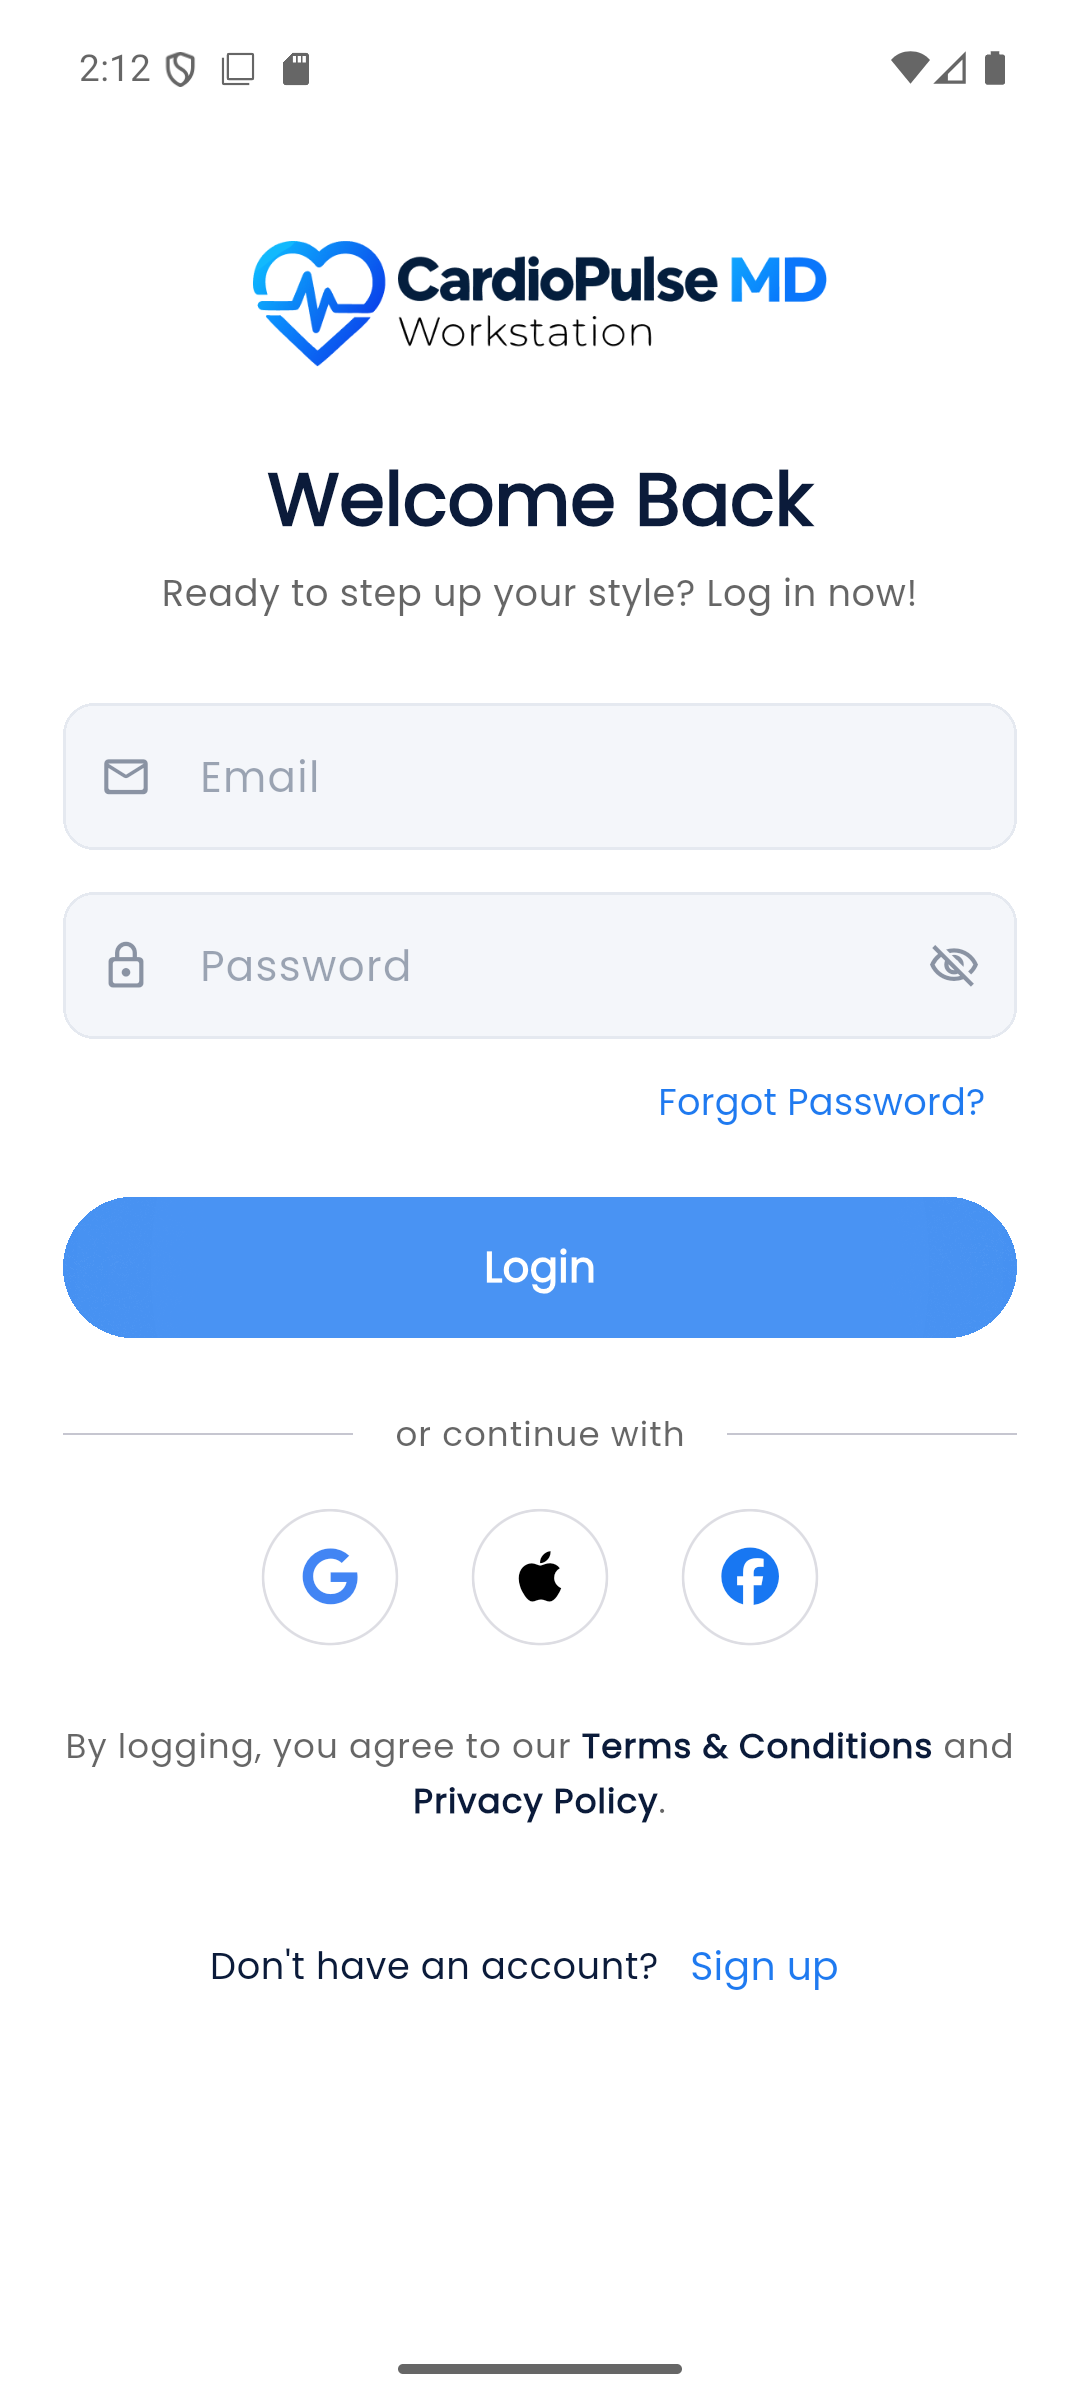 2:12
CardioPulse MD
Workstation
Welcome Back
Ready to step up your style? Log in now!
Email
Password
Forgot Password?
Login
or continue with
By logging, you agree to our Terms & Conditions and
Privacy Policy.
Don't have an account? Sign up